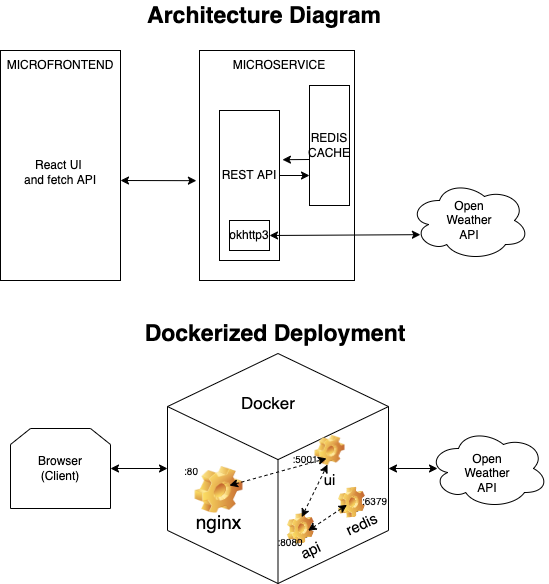 Architecture Diagram
MICROFRONTEND
MICROSERVICE
React UI
and fetch API
REST API
REDIS
CACHE
okhttp3
Open
Weather
API
Dockerized Deployment
Docker
Browser
(Client)
:80
nginx
:5001
ui
:6379
redis
:8080
api
Open
Weather
API